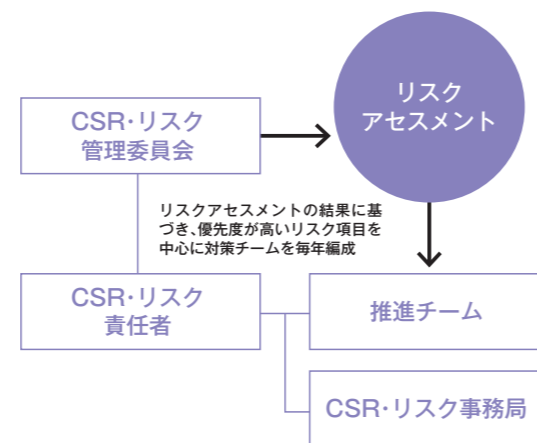 リスク
アセスメント
CSR・リスク
管理委員会
リスクアセスメントの結果に基
づき、優先度が高いリスク項目を
中心に対策チームを毎年編成
CSR・リスク
責任者
推進チーム
CSR・リスク事務局